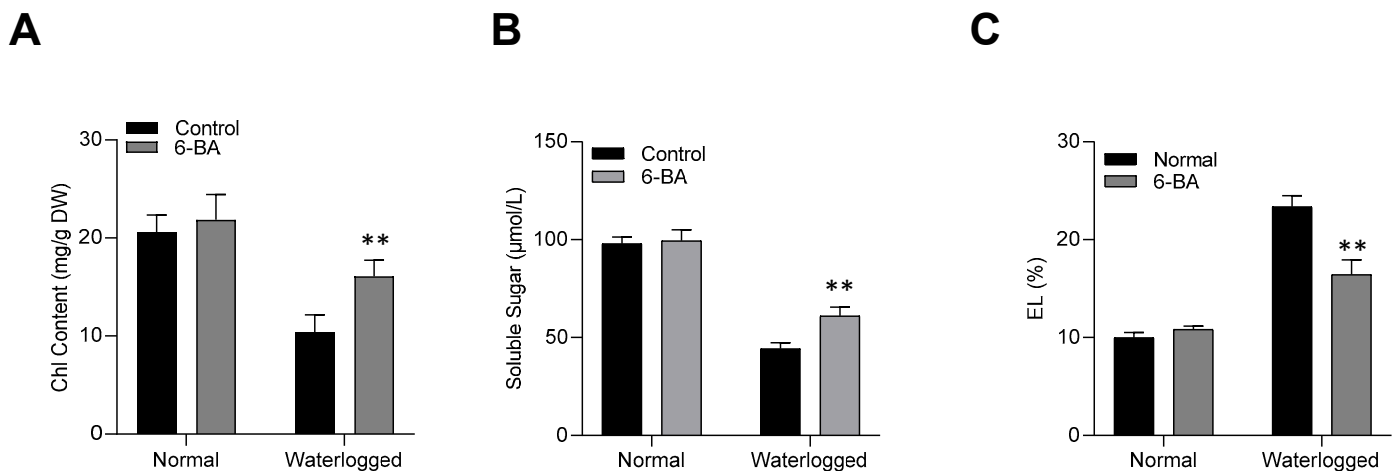 A
Control
6-BA
Chl Content (mg/g DW)
30
20
10
0
**
Normal
Waterlogged
B
Control
6-BA
Soluble Sugar (µmol/L)
150
100
50
0
**
Normal
Waterlogged
C
Normal
6-BA
EL (%)
30
20
10
0
**
Normal
Waterlogged